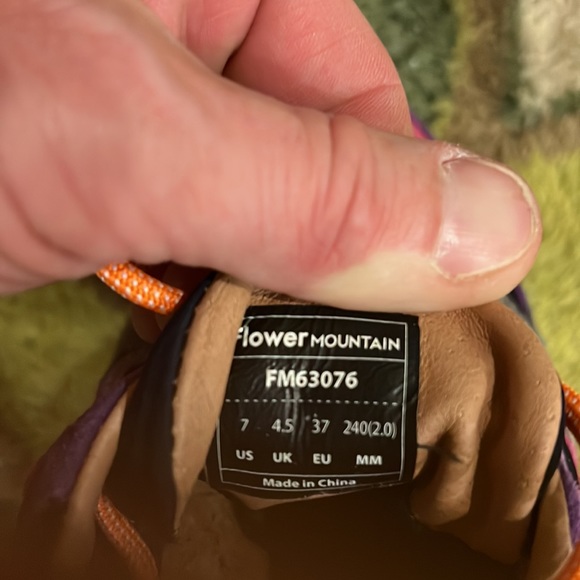 Flower MOUNTAIN
FM63076
7 4.5 37 240(2.0)
US UK EU MM
Made in China